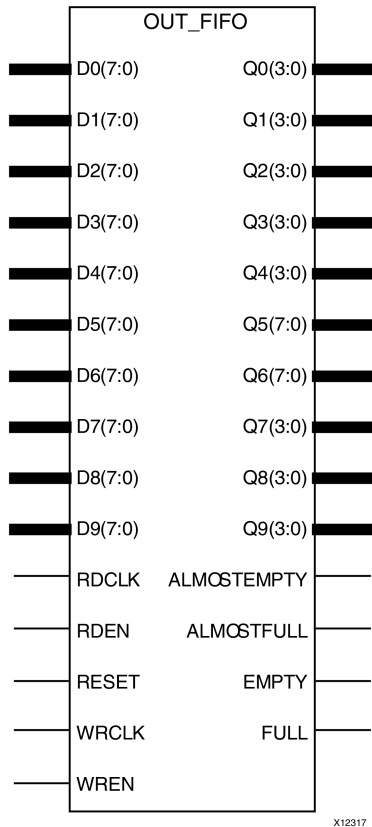 OUT_FIFO
D0(7:0) Q0(3:0)
D1(7:0) Q1(3:0)
D2(7:0) Q2(3:0)
D3(7:0) Q3(3:0)
D4(7:0) Q4(3:0)
D5(7:0) Q5(7:0)
D6(7:0) Q6(7:0)
D7(7:0) Q7(3:0)
D8(7:0) Q8(3:0)
D9(7:0) Q9(3:0)
RDCLK ALMOSTEMPTY
RDEN ALMOSTFULL
RESET EMPTY
WRCLK FULL
WREN
X12317